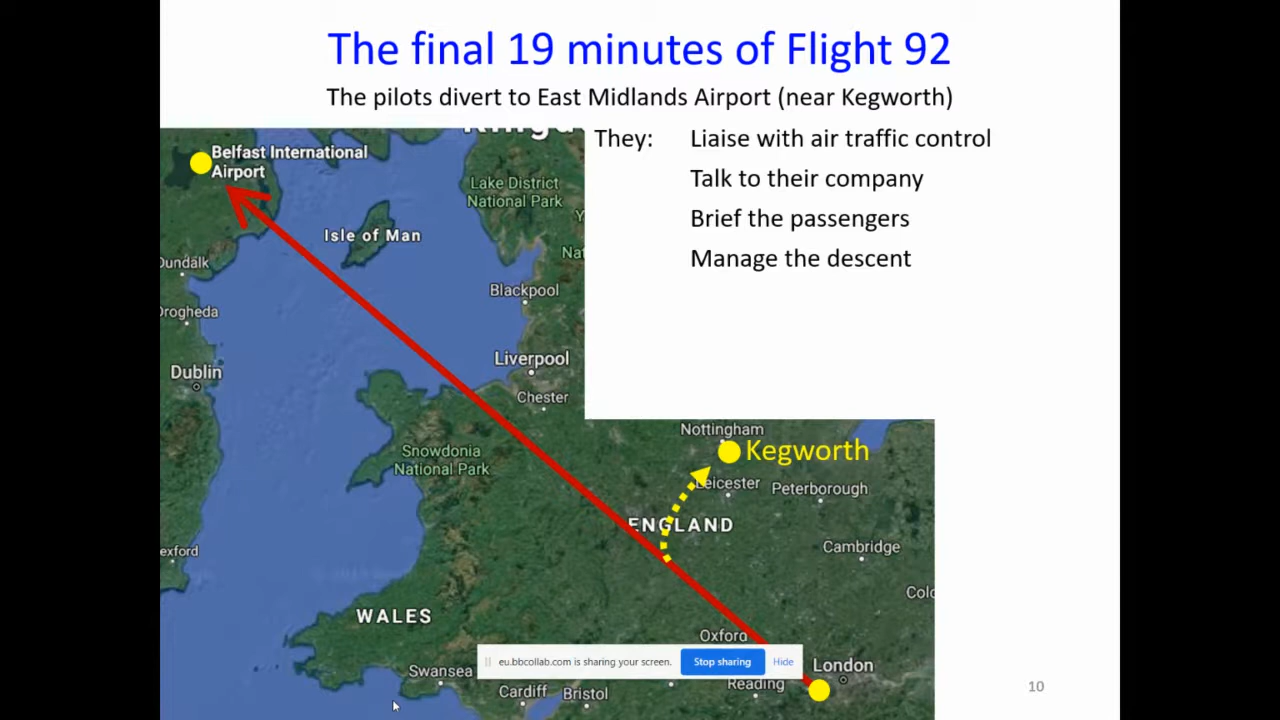 The final 19 minutes of Flight 92
The pilots divert to East Midlands Airport (near Kegworth)
They: Liaise with air traffic control
Talk to their company
Brief the passengers
Manage the descent
Belfast International
Airport
Lake District
National Park
Isle of Man
Dundalk
Drogheda
Blackpool
Dublin
Liverpool
Chester
Snowdonia
National Park
Nottingham
Kegworth
Leicester
Peterborough
ENGLAND
Cambridge
WALES
Oxford
London
Reading
Swansea
Cardiff
Bristol
eu.bbcollab.com is sharing your screen.
Stop sharing
Hide
10